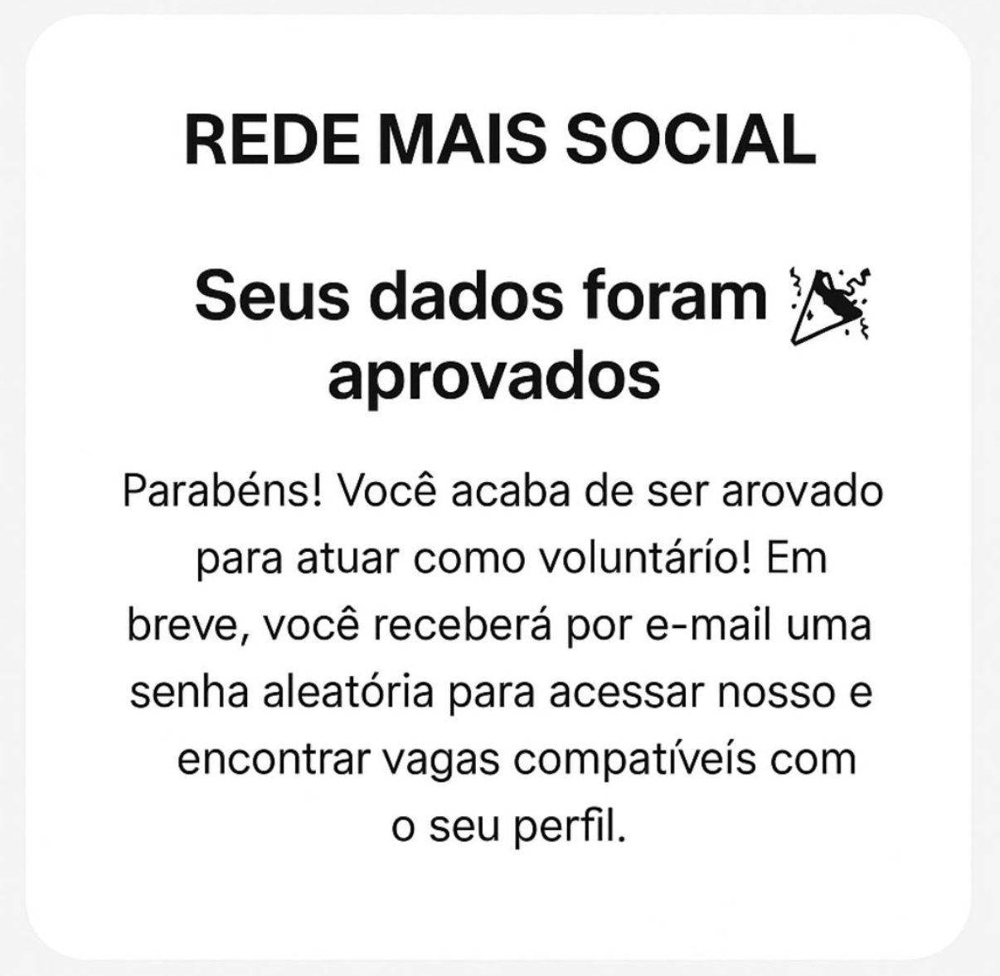 REDE MAIS SOCIAL
Seus dados foram 🎉
aprovados
Parabéns! Você acaba de ser arovado
para atuar como voluntárío! Em
breve, você receberá por e-mail uma
senha aleatória para acessar nosso e
encontrar vagas compatíveís com
o seu perfil.